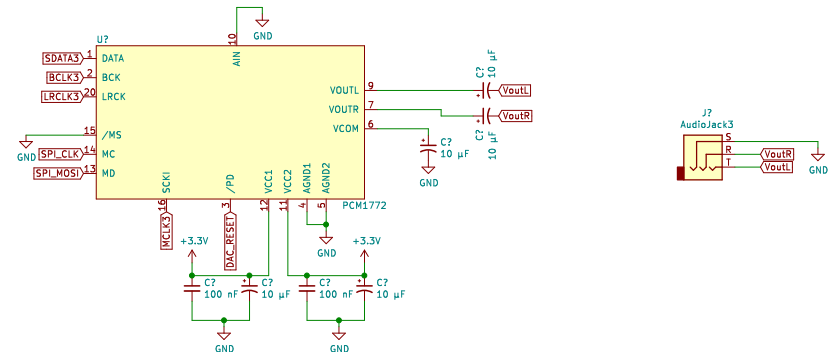 U?
10
GND
AIN
SDATA3 1 DATA
BCLK3 2 BCK
LRCLK3 20 LRCK
15 /MS
GND
SPI_CLK 14 MC
SPI_MOSI 13 MD
VOUTL 9
VOUTR 7
VCOM 6
C?
10 µF
VoutL
VoutR
C?
10 µF
C?
10 µF
GND
J?
AudioJack3
S
R VoutR
T VoutL
GND
SCKI
/PD
VCC1
VCC2
AGND1
AGND2
16
3
12
11
4
5
PCM1772
MCLK3
DAC_RESET
GND
+3.3V
+3.3V
C?
100 nF
C?
10 µF
C?
100 nF
C?
10 µF
GND
GND